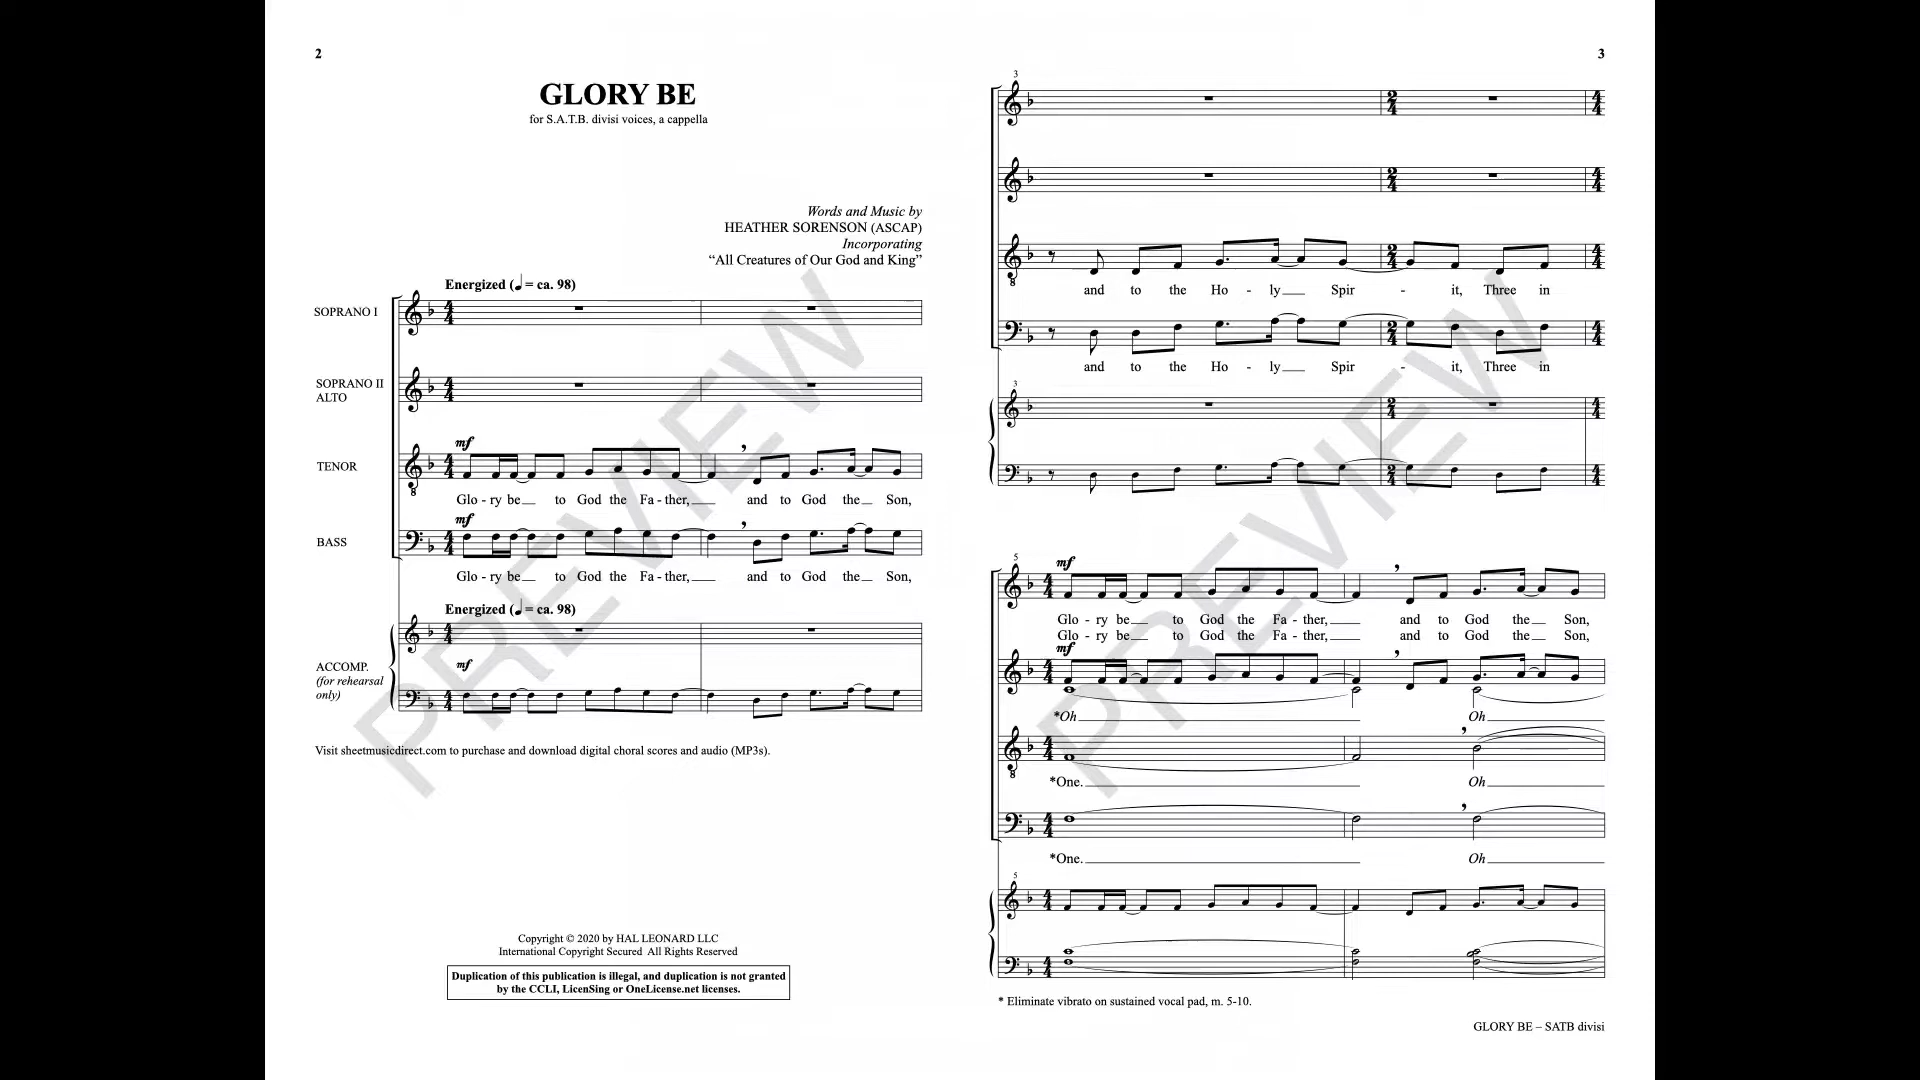 2
GLORY BE
for S.A.T.B. divisi voices, a cappella
Words and Music by
HEATHER SORENSON (ASCAP)
Incorporating
“All Creatures of Our God and King”
Energized (♩ = ca. 98)
SOPRANO I
SOPRANO II
ALTO
mf
TENOR
Glo - ry be to God the Fa - ther, and to God the Son,
mf
BASS
Glo - ry be to God the Fa - ther, and to God the Son,
Energized (♩ = ca. 98)
ACCOMP.
(for rehearsal
only)
mf
Visit sheetmusicdirect.com to purchase and download digital choral scores and audio (MP3s).
Copyright © 2020 by HAL LEONARD LLC
International Copyright Secured All Rights Reserved
Duplication of this publication is illegal, and duplication is not granted
by the CCLI, LicenSing or OneLicense.net licenses.
PREVIEW
3
3
and to the Ho - ly Spir - it, Three in
and to the Ho - ly Spir - it, Three in
3
5
mf
Glo - ry be to God the Fa - ther, and to God the Son,
Glo - ry be to God the Fa - ther, and to God the Son,
mf
*Oh Oh
*One. Oh
*One. Oh
5
* Eliminate vibrato on sustained vocal pad, m. 5-10.
GLORY BE – SATB divisi
PREVIEW